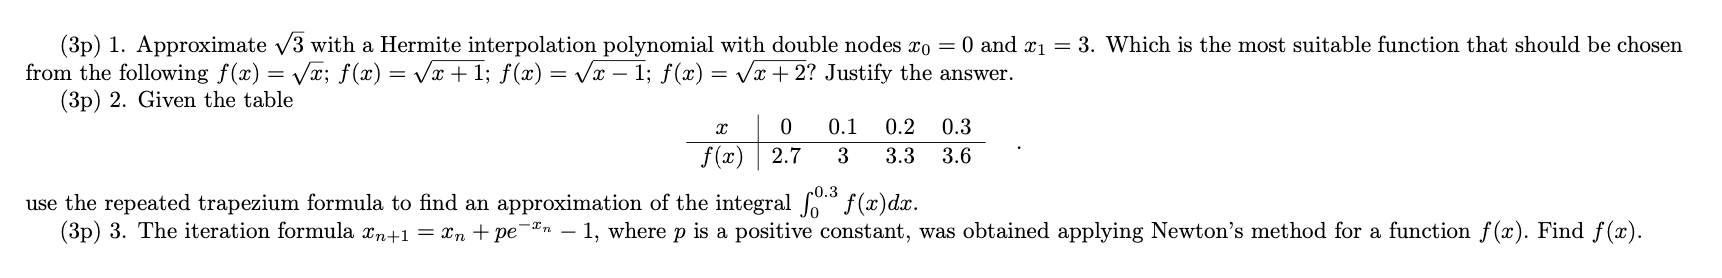 (3p) 1. Approximate √3 with a Hermite interpolation polynomial with double nodes x₀ = 0 and x₁ = 3. Which is the most suitable function that should be chosen
from the following f(x) = √x; f(x) = √(x + 1); f(x) = √(x − 1); f(x) = √(x + 2)? Justify the answer.
(3p) 2. Given the table
x | 0 0.1 0.2 0.3
f(x) | 2.7 3 3.3 3.6 .
use the repeated trapezium formula to find an approximation of the integral ∫₀^0.3 f(x)dx.
(3p) 3. The iteration formula xₙ₊₁ = xₙ + pe^(−xₙ) − 1, where p is a positive constant, was obtained applying Newton's method for a function f(x). Find f(x).